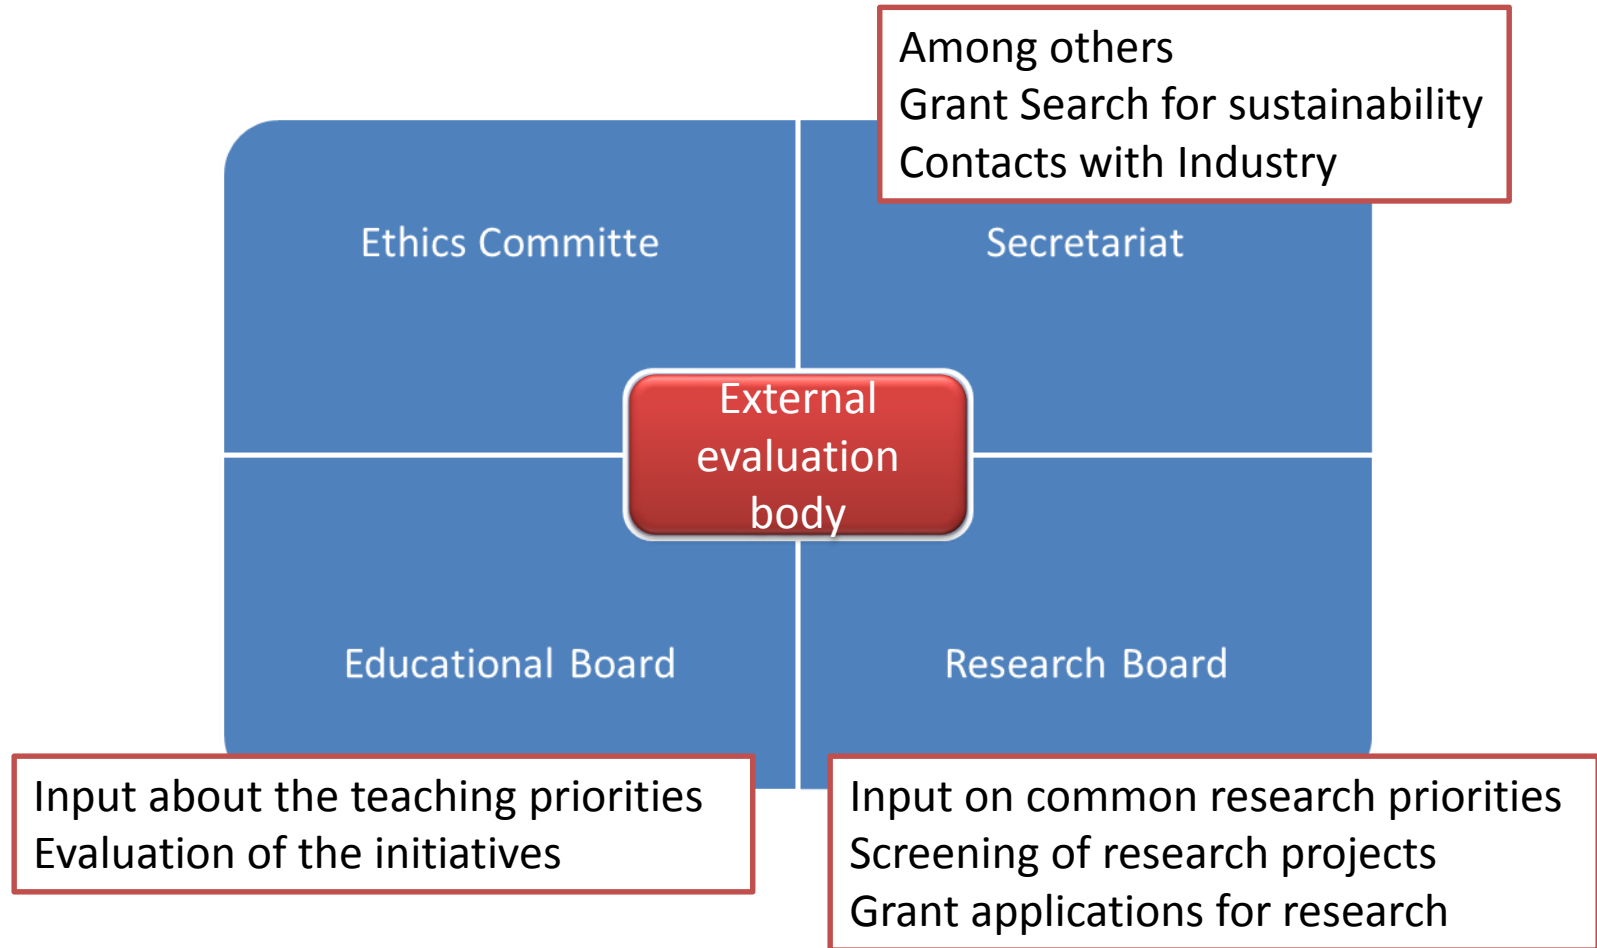 Among others
Grant Search for sustainability
Contacts with Industry
Ethics Committe
Secretariat
External
evaluation
body
Educational Board
Research Board
Input about the teaching priorities
Evaluation of the initiatives
Input on common research priorities
Screening of research projects
Grant applications for research